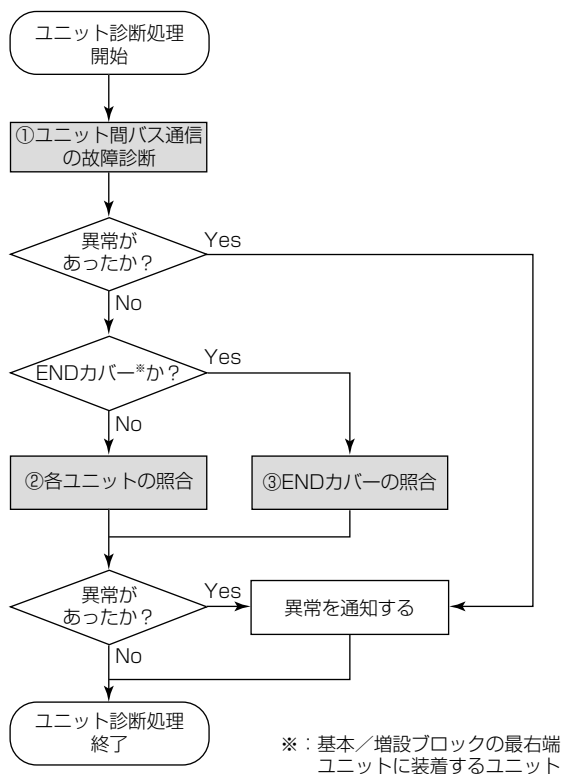 ユニット診断処理
開始
①ユニット間バス通信
の故障診断
異常が
あったか？
Yes
No
ENDカバー※か？
Yes
No
②各ユニットの照合
③ENDカバーの照合
異常が
あったか？
Yes
異常を通知する
No
ユニット診断処理
終了
※：基本／増設ブロックの最右端
ユニットに装着するユニット